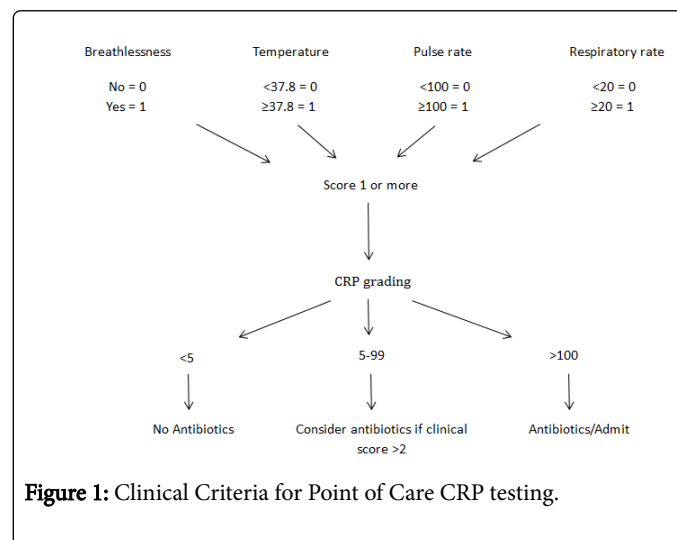 Breathlessness Temperature Pulse rate Respiratory rate
No = 0 <37.8 = 0 <100 = 0 <20 = 0
Yes = 1 ≥37.8 = 1 ≥100 = 1 ≥20 = 1
Score 1 or more
CRP grading
<5 5-99 >100
No Antibiotics Consider antibiotics if clinical Antibiotics/Admit
score >2
Figure 1: Clinical Criteria for Point of Care CRP testing.